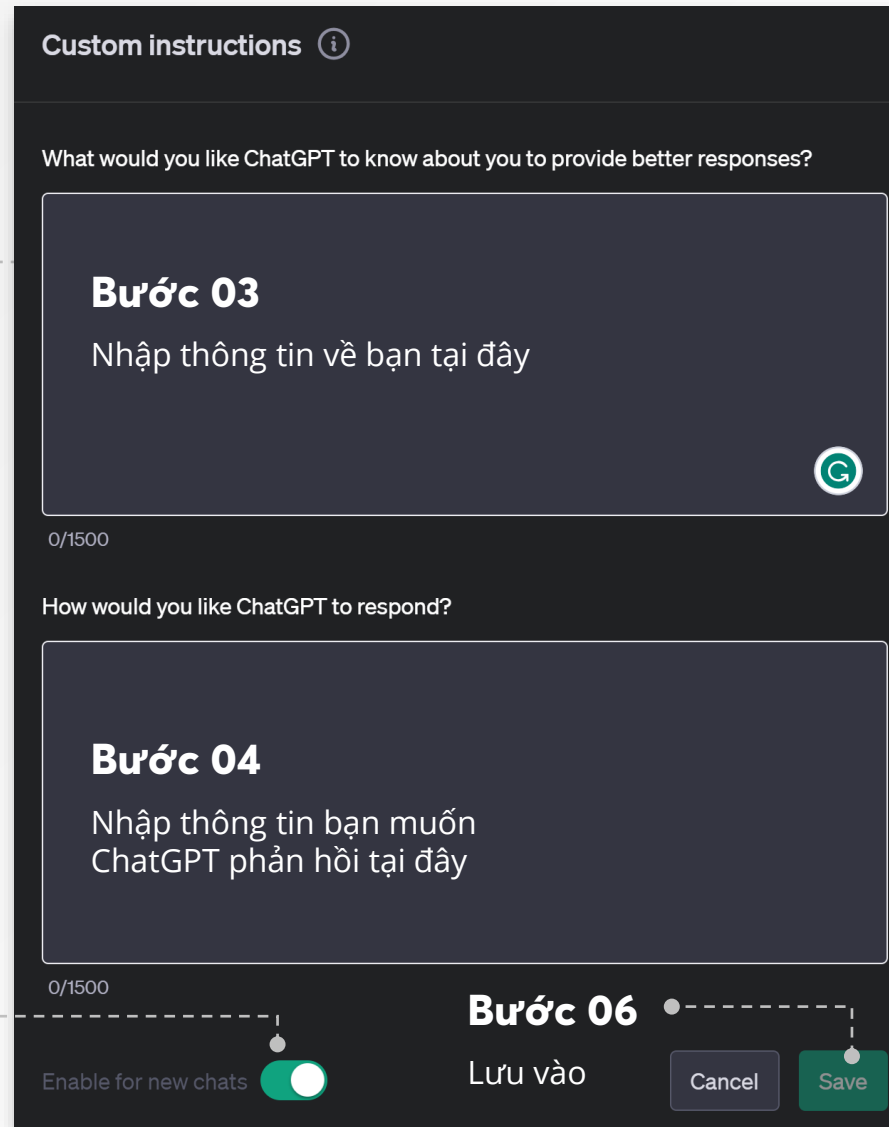 Custom instructions
What would you like ChatGPT to know about you to provide better responses?
Bước 03
Nhập thông tin về bạn tại đây
0/1500
How would you like ChatGPT to respond?
Bước 04
Nhập thông tin bạn muốn
ChatGPT phản hồi tại đây
0/1500
Bước 06
Lưu vào
Enable for new chats
Cancel
Save